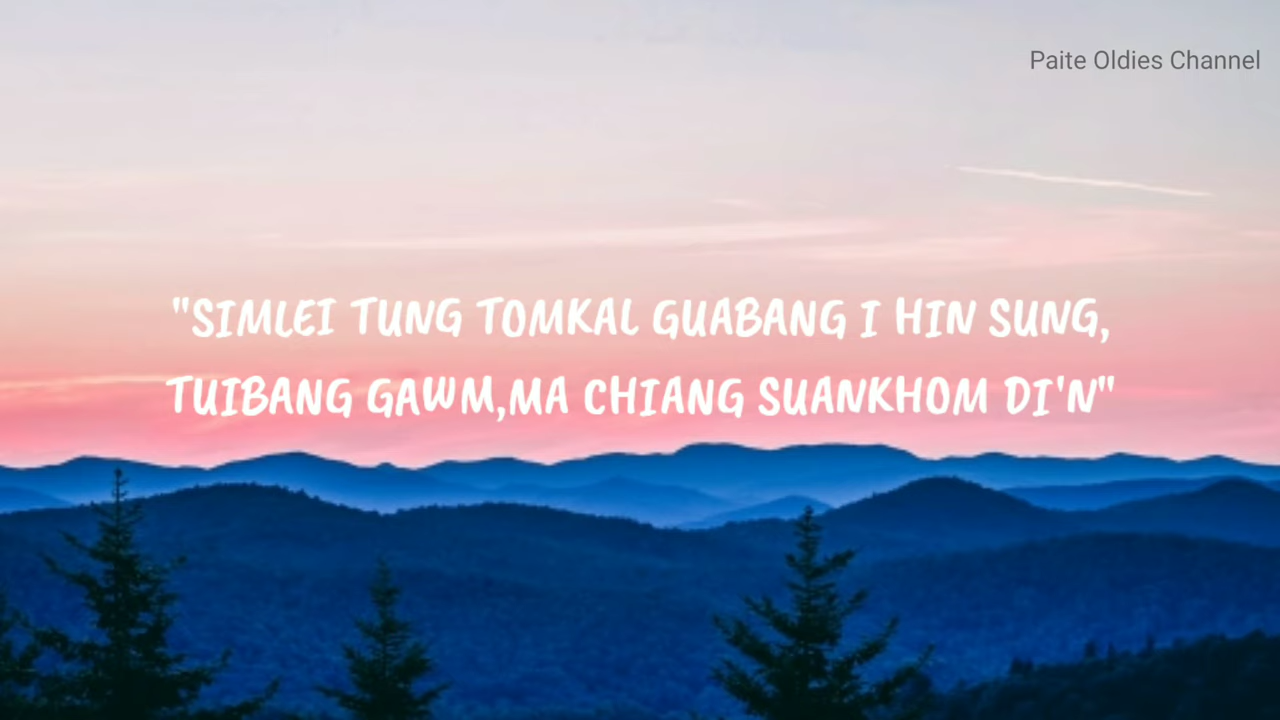 Paite Oldies Channel
"SIMLEI TUNG TOMKAL GUABANG I HIN SUNG,
TUIBANG GAWM,MA CHIANG SUANKHOM DI'N"